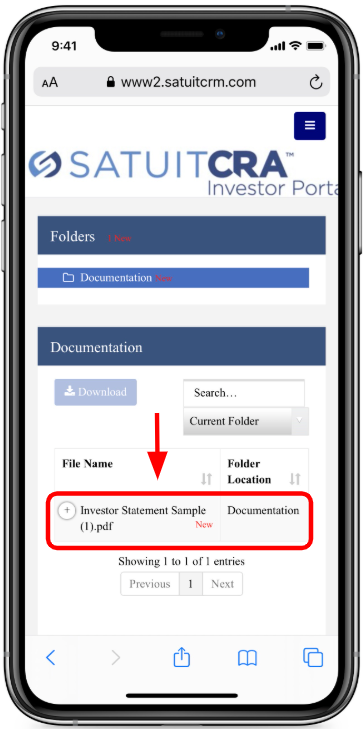 9:41
AA www2.satuitcrm.com
SATUITCRA™
Investor Porta
Folders 1 New
Documentation New
Documentation
Download
Search...
Current Folder
File Name
Folder
Location
Investor Statement Sample Documentation
(1).pdf New
Showing 1 to 1 of 1 entries
Previous 1 Next